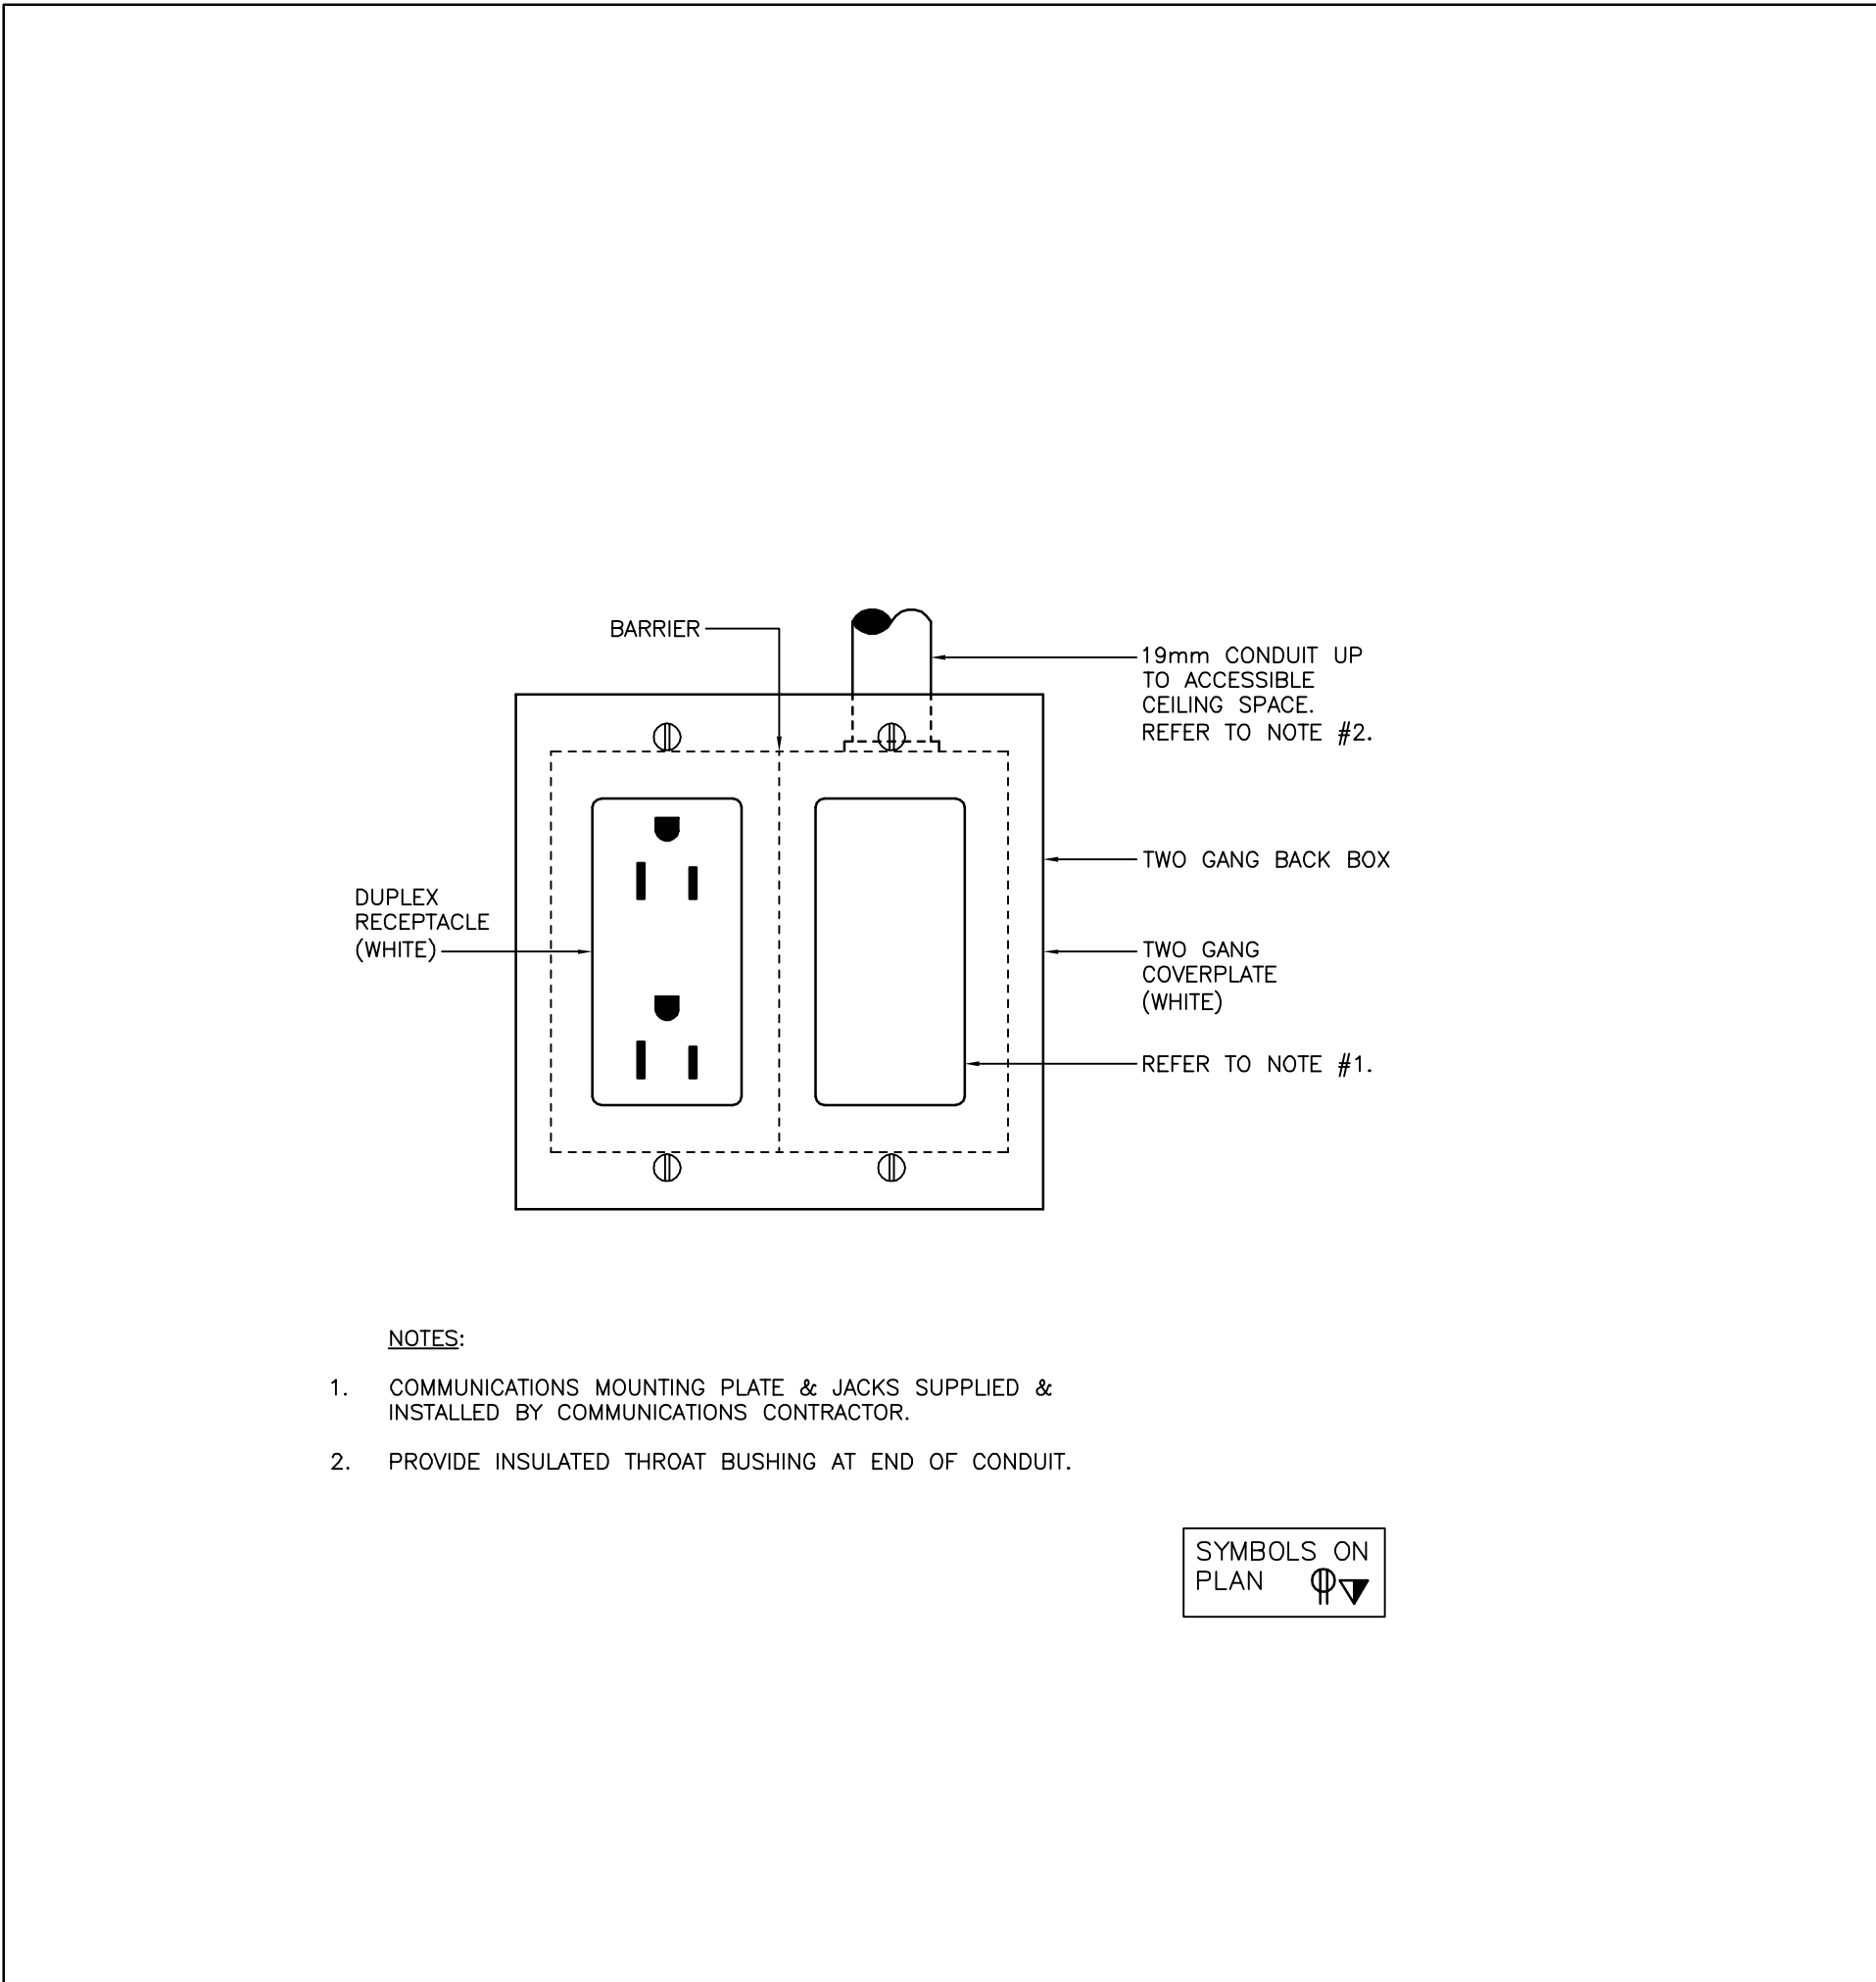 BARRIER
19mm CONDUIT UP
TO ACCESSIBLE
CEILING SPACE.
REFER TO NOTE #2.
TWO GANG BACK BOX
DUPLEX
RECEPTACLE
(WHITE)
TWO GANG
COVERPLATE
(WHITE)
REFER TO NOTE #1.
NOTES:
1. COMMUNICATIONS MOUNTING PLATE & JACKS SUPPLIED &
INSTALLED BY COMMUNICATIONS CONTRACTOR.
2. PROVIDE INSULATED THROAT BUSHING AT END OF CONDUIT.
SYMBOLS ON
PLAN